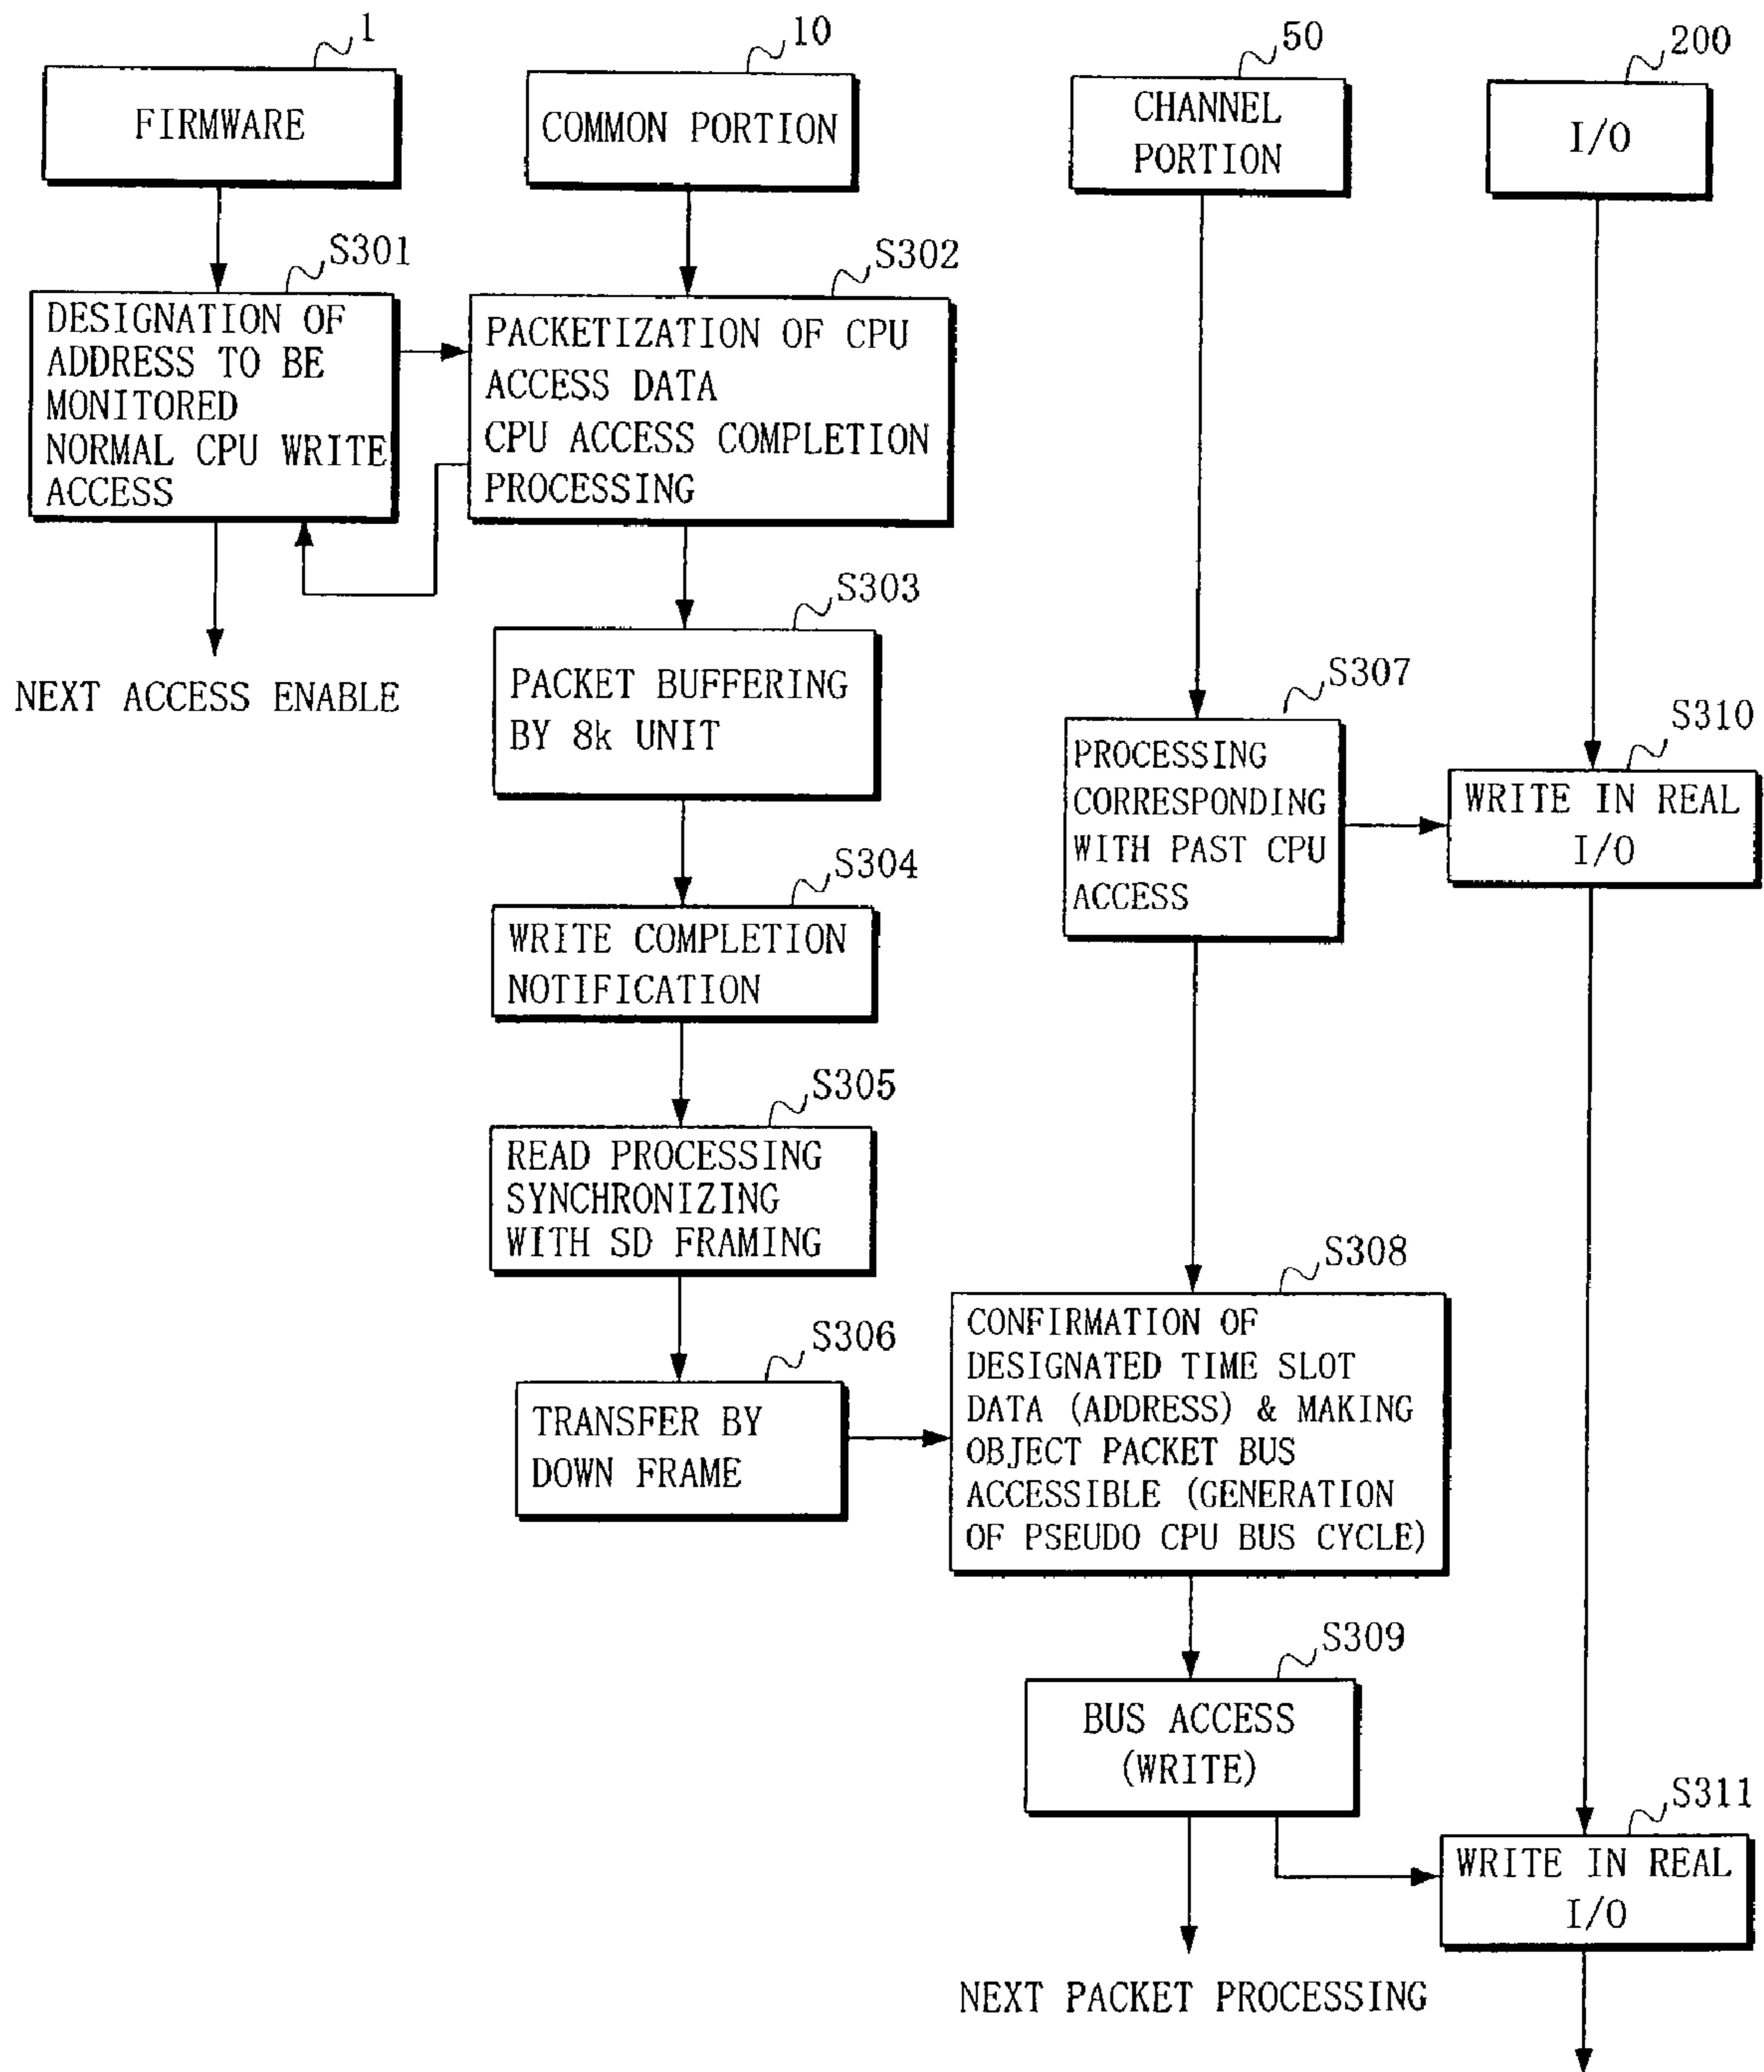 1
10
50
200
FIRMWARE
COMMON PORTION
CHANNEL
PORTION
I/O
S301
DESIGNATION OF
ADDRESS TO BE
MONITORED
NORMAL CPU WRITE
ACCESS
NEXT ACCESS ENABLE
S302
PACKETIZATION OF CPU
ACCESS DATA
CPU ACCESS COMPLETION
PROCESSING
S303
PACKET BUFFERING
BY 8k UNIT
S304
WRITE COMPLETION
NOTIFICATION
S305
READ PROCESSING
SYNCHRONIZING
WITH SD FRAMING
S306
TRANSFER BY
DOWN FRAME
S307
PROCESSING
CORRESPONDING
WITH PAST CPU
ACCESS
S310
WRITE IN REAL
I/O
S308
CONFIRMATION OF
DESIGNATED TIME SLOT
DATA (ADDRESS) & MAKING
OBJECT PACKET BUS
ACCESSIBLE (GENERATION
OF PSEUDO CPU BUS CYCLE)
S309
BUS ACCESS
(WRITE)
S311
WRITE IN REAL
I/O
NEXT PACKET PROCESSING